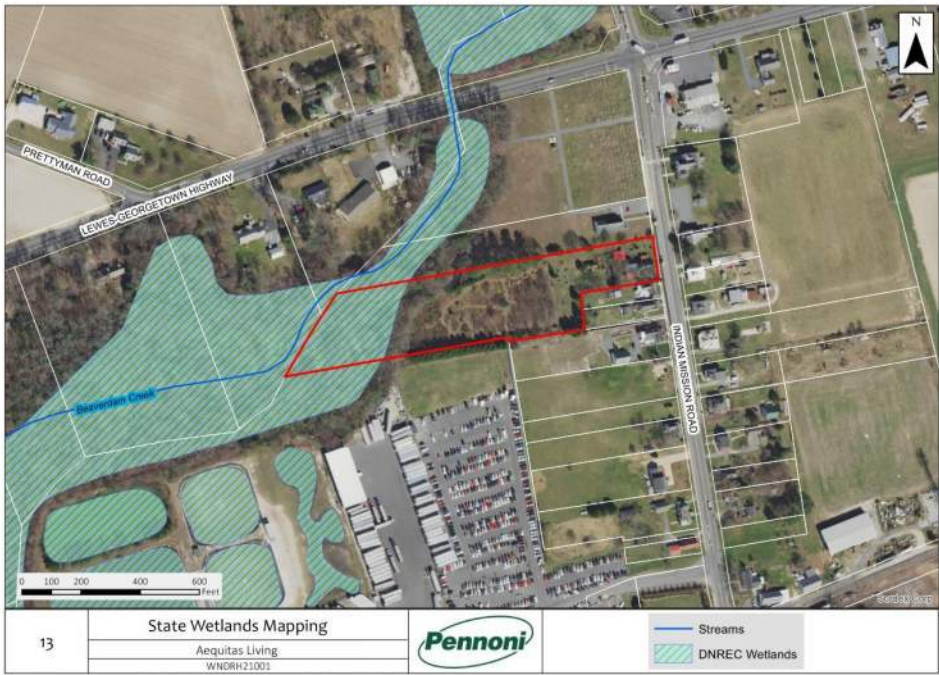 N
PRETTYMAN ROAD
LEWES-GEORGETOWN HIGHWAY
INDIAN MISSION ROAD
Beaverdam Creek
0 100 200 400 600
Feet
13
State Wetlands Mapping
Aequitas Living
WNDRH21001
Pennoni
Streams
DNREC Wetlands